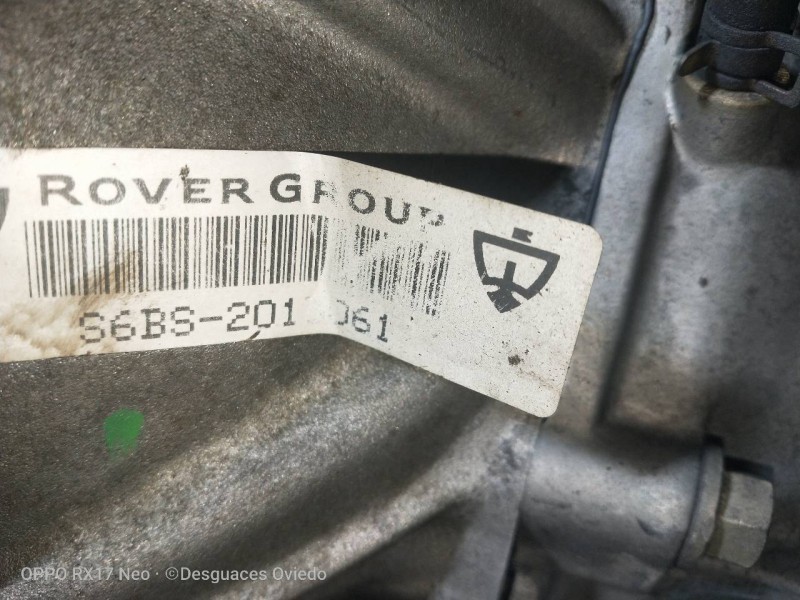 ROVER GROUP
S6BS-201 061
OPPO RX17 Neo · ©Desguaces Oviedo